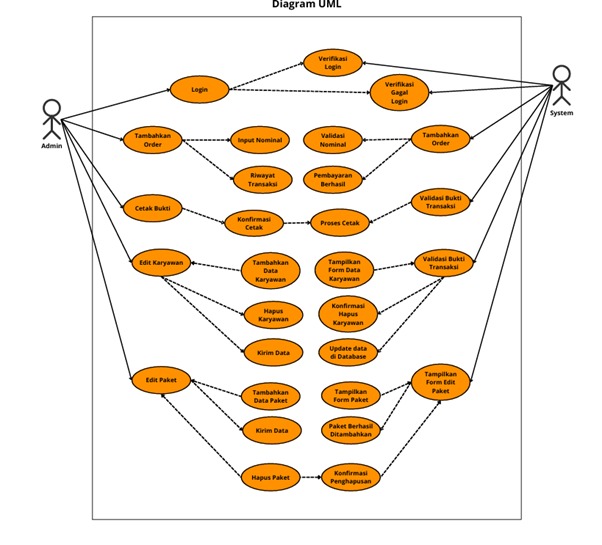 Diagram UML
Verifikasi
Login
Login
Verifikasi
Gagal
Login
System
Admin
Tambahkan
Order
Input Nominal
Validasi
Nominal
Tambahkan
Order
Riwayat
Transaksi
Pembayaran
Berhasil
Cetak Bukti
Konfirmasi
Cetak
Proses Cetak
Validasi Bukti
Transaksi
Edit Karyawan
Tambahkan
Data
Karyawan
Tampilkan
Form Data
Karyawan
Validasi Bukti
Transaksi
Hapus
Karyawan
Konfirmasi
Hapus
Karyawan
Kirim Data
Update data
di Database
Edit Paket
Tampilkan
Form Edit
Paket
Tambahkan
Data Paket
Tampilkan
Form Paket
Kirim Data
Paket Berhasil
Ditambahkan
Hapus Paket
Konfirmasi
Penghapusan